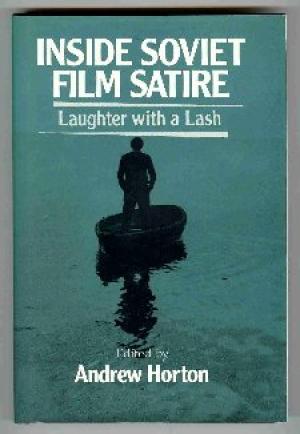 INSIDE SOVIET
FILM SATIRE
Laughter with a Lash
Edited by
Andrew Horton